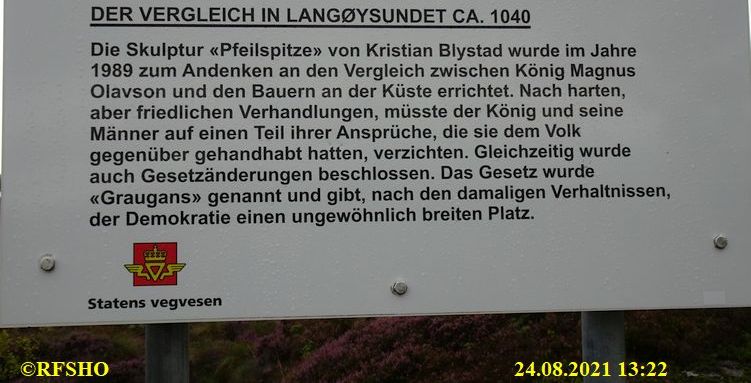 DER VERGLEICH IN LANGØYSUNDET CA. 1040
Die Skulptur «Pfeilspitze» von Kristian Blystad wurde im Jahre
1989 zum Andenken an den Vergleich zwischen König Magnus
Olavson und den Bauern an der Küste errichtet. Nach harten,
aber friedlichen Verhandlungen, müsste der König und seine
Männer auf einen Teil ihrer Ansprüche, die sie dem Volk
gegenüber gehandhabt hatten, verzichten. Gleichzeitig wurde
auch Gesetzänderungen beschlossen. Das Gesetz wurde
«Graugans» genannt und gibt, nach den damaligen Verhaltnissen,
der Demokratie einen ungewöhnlich breiten Platz.
Statens vegvesen
©RFSHO
24.08.2021 13:22